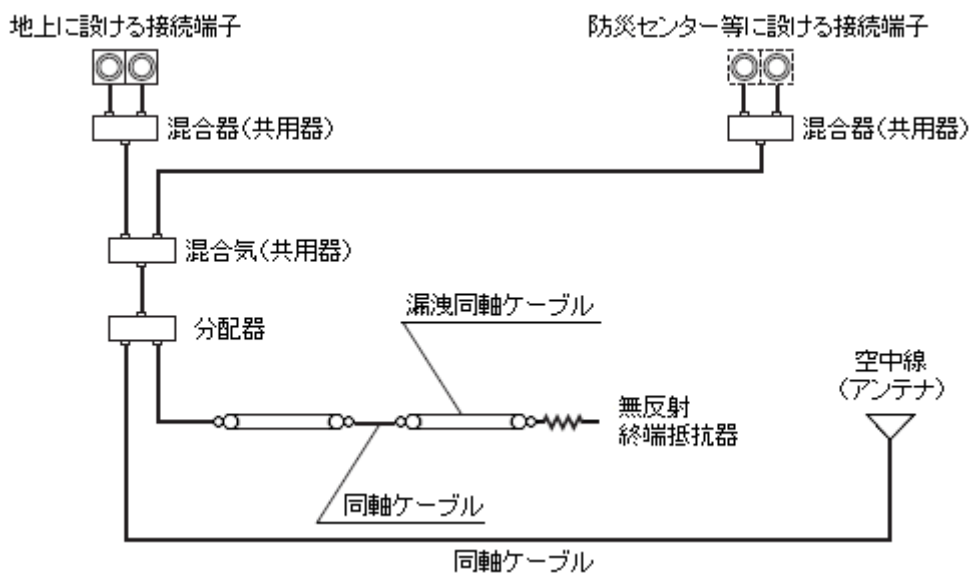 地上に設ける接続端子
防災センター等に設ける接続端子
混合器(共用器)
混合器(共用器)
混合気(共用器)
漏洩同軸ケーブル
分配器
空中線
(アンテナ)
無反射
終端抵抗器
同軸ケーブル
同軸ケーブル